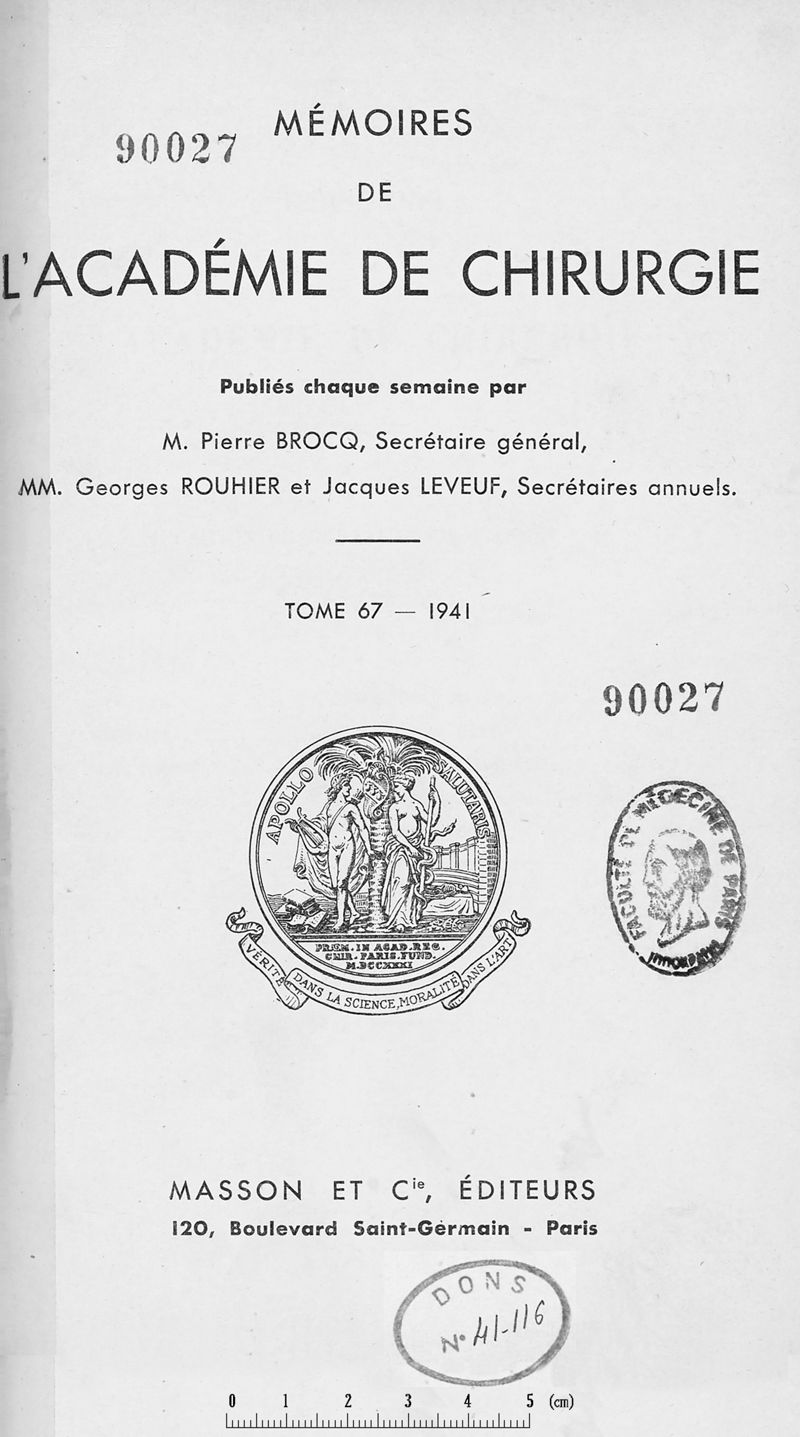 MÉMOIRES
90027
DE
L'ACADÉMIE DE CHIRURGIE
Publiés chaque semaine par
M. Pierre BROCQ, Secrétaire général,
MM. Georges ROUHIER et Jacques LEVEUF, Secrétaires annuels.
TOME 67 — 1941
90027
APOLLO SALUTARIS
PRÆM. IN ACAD. REG.
CHIR. PARIS. FUND.
M.DCCXXXI
VÉRITÉ DANS LA SCIENCE, MORALITÉ DANS L'ART
FACULTÉ DE MÉDECINE DE PARIS
MASSON ET Cie, ÉDITEURS
120, Boulevard Saint-Germain - Paris
DONS
N° 41-116
0 1 2 3 4 5 (cm)